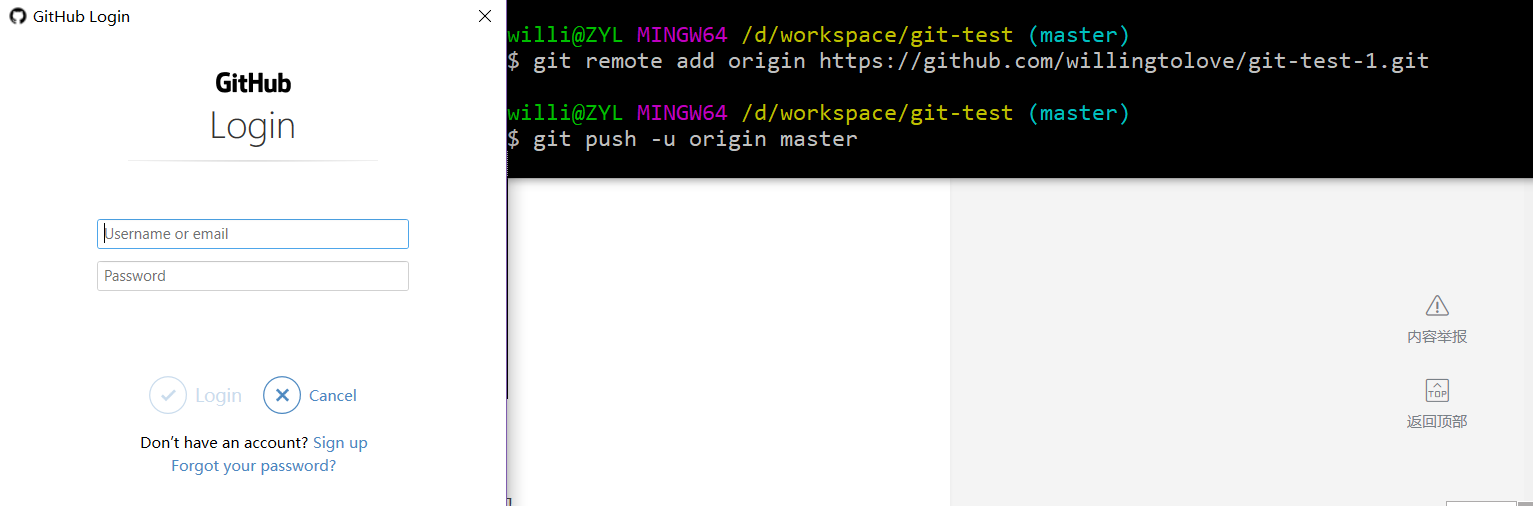 GitHub Login
GitHub
Login
Username or email
Password
Login
Cancel
Don't have an account? Sign up
Forgot your password?
willi@ZYL MINGW64 /d/workspace/git-test (master)
$ git remote add origin https://github.com/willingtolove/git-test-1.git
willi@ZYL MINGW64 /d/workspace/git-test (master)
$ git push -u origin master
内容举报
TOP
返回顶部